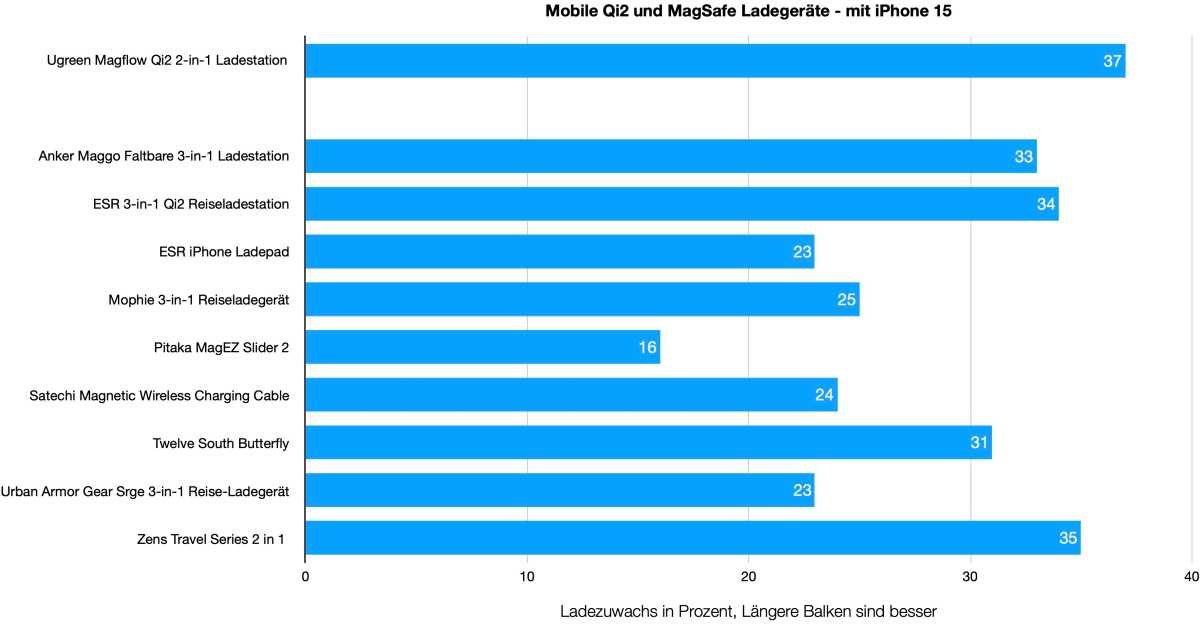 Mobile Qi2 und MagSafe Ladegeräte - mit iPhone 15
Ugreen Magflow Qi2 2-in-1 Ladestation 37
Anker Maggo Faltbare 3-in-1 Ladestation 33
ESR 3-in-1 Qi2 Reiseladestation 34
ESR iPhone Ladepad 23
Mophie 3-in-1 Reiseladegerät 25
Pitaka MagEZ Slider 2 16
Satechi Magnetic Wireless Charging Cable 24
Twelve South Butterfly 31
Urban Armor Gear Srge 3-in-1 Reise-Ladegerät 23
Zens Travel Series 2 in 1 35
0 10 20 30 40
Ladezuwachs in Prozent, Längere Balken sind besser